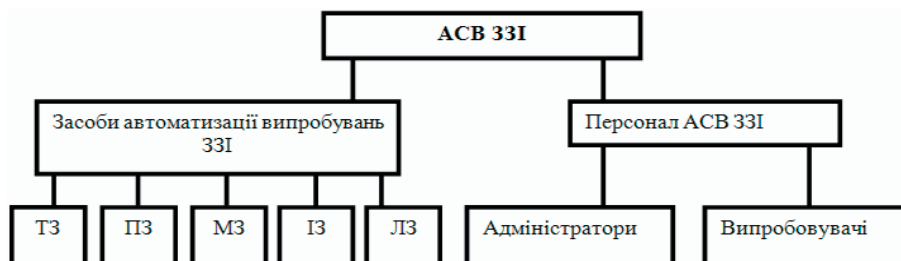 АСВ ЗЗІ
Засоби автоматизації випробувань
ЗЗІ
Персонал АСВ ЗЗІ
ТЗ
ПЗ
МЗ
ІЗ
ЛЗ
Адміністратори
Випробовувачі